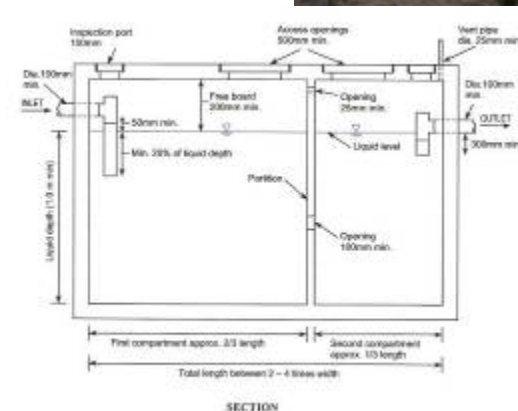 Inspection port
150mm
Access openings
500mm min.
Vent pipe
dia. 25mm min.
Dia.100mm
min.
INLET
Free board
200mm min.
50mm min.
Min. 20% of liquid depth
Opening
25mm min.
Dia.100mm
min.
OUTLET
300mm min
Liquid level
Partition
Liquid depth (1.0 m min)
Opening
100mm min.
First compartment approx. 2/3 length
Second compartment
approx. 1/3 length
Total length between 2 – 4 times width
SECTION